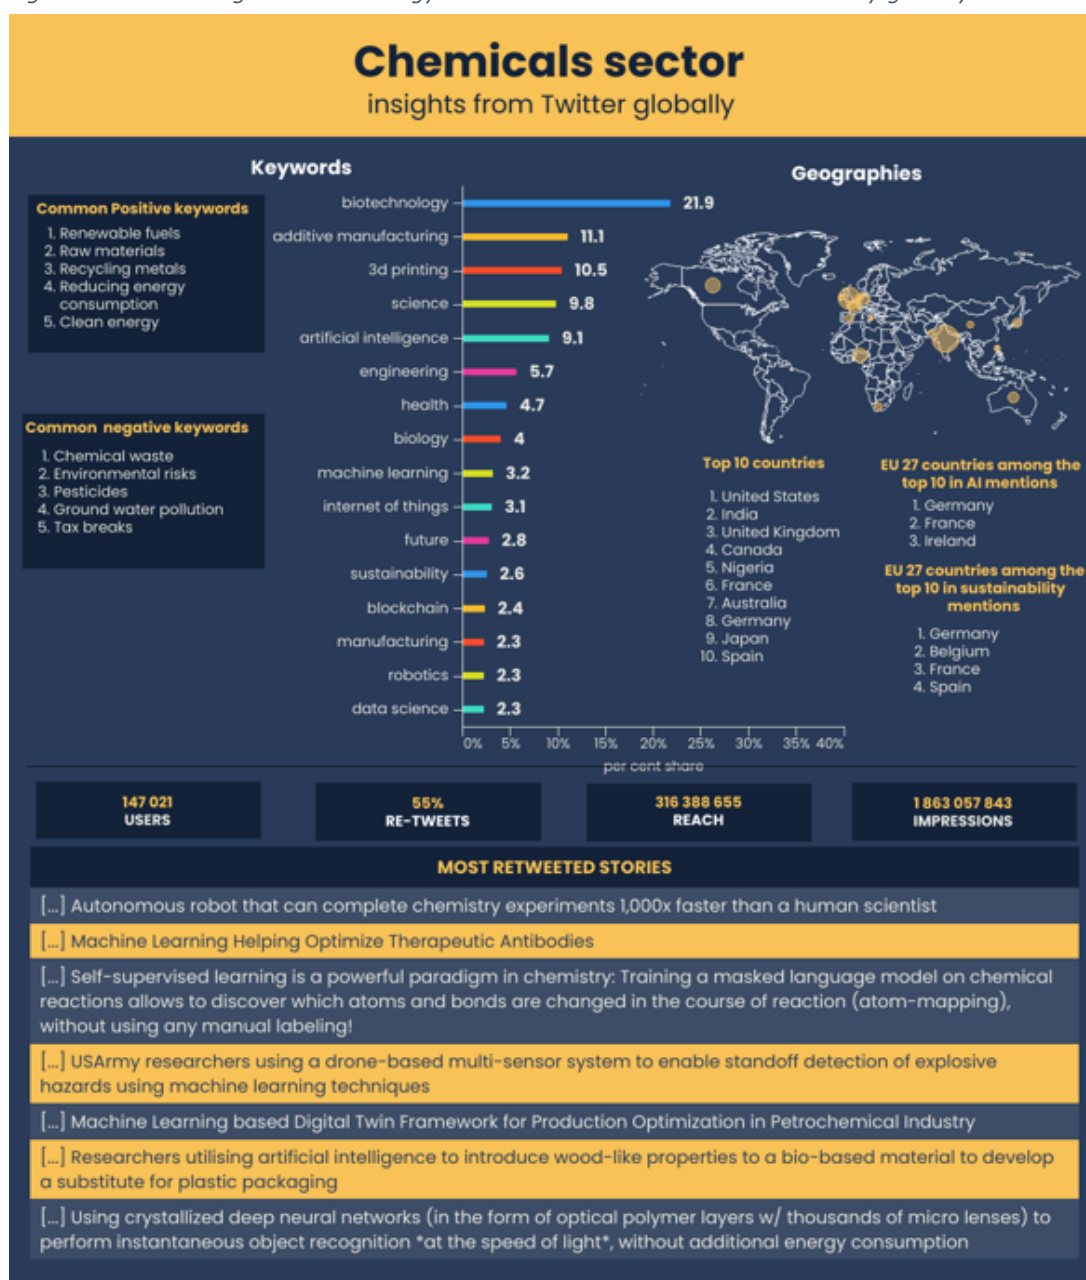 Chemicals sector
insights from Twitter globally
Keywords
Common Positive keywords
1. Renewable fuels
2. Raw materials
3. Recycling metals
4. Reducing energy
consumption
5. Clean energy
Common negative keywords
1. Chemical waste
2. Environmental risks
3. Pesticides
4. Ground water pollution
5. Tax breaks
biotechnology 21.9
additive manufacturing 11.1
3d printing 10.5
science 9.8
artificial intelligence 9.1
engineering 5.7
health 4.7
biology 4
machine learning 3.2
internet of things 3.1
future 2.8
sustainability 2.6
blockchain 2.4
manufacturing 2.3
robotics 2.3
data science 2.3
0% 5% 10% 15% 20% 25% 30% 35% 40%
per cent share
Geographies
Top 10 countries
1. United States
2. India
3. United Kingdom
4. Canada
5. Nigeria
6. France
7. Australia
8. Germany
9. Japan
10. Spain
EU 27 countries among the
top 10 in AI mentions
1. Germany
2. France
3. Ireland
EU 27 countries among the
top 10 in sustainability
mentions
1. Germany
2. Belgium
3. France
4. Spain
147 021
USERS
55%
RE-TWEETS
316 388 655
REACH
1 863 057 843
IMPRESSIONS
MOST RETWEETED STORIES
[...] Autonomous robot that can complete chemistry experiments 1,000x faster than a human scientist
[...] Machine Learning Helping Optimize Therapeutic Antibodies
[...] Self-supervised learning is a powerful paradigm in chemistry: Training a masked language model on chemical
reactions allows to discover which atoms and bonds are changed in the course of reaction (atom-mapping),
without using any manual labeling!
[...] USArmy researchers using a drone-based multi-sensor system to enable standoff detection of explosive
hazards using machine learning techniques
[...] Machine Learning based Digital Twin Framework for Production Optimization in Petrochemical Industry
[...] Researchers utilising artificial intelligence to introduce wood-like properties to a bio-based material to develop
a substitute for plastic packaging
[...] Using crystallized deep neural networks (in the form of optical polymer layers w/ thousands of micro lenses) to
perform instantaneous object recognition *at the speed of light*, without additional energy consumption